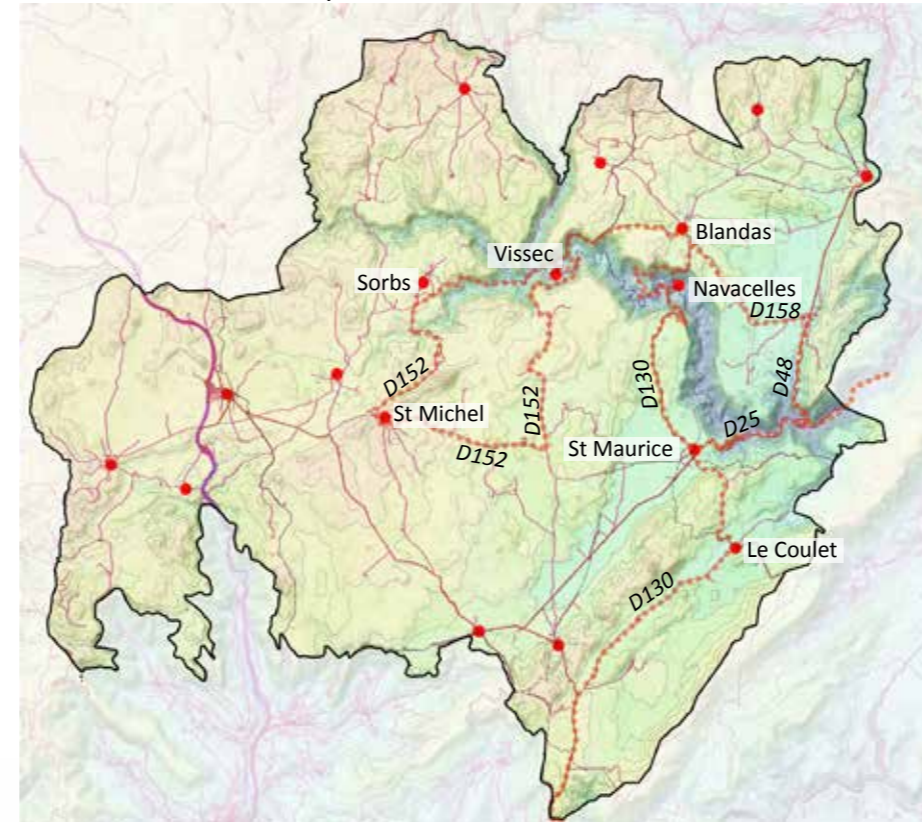 Blandas
Vissec
Sorbs
Navacelles
D158
D152
D130
D152
D48
St Michel
D25
St Maurice
D152
Le Coulet
D130